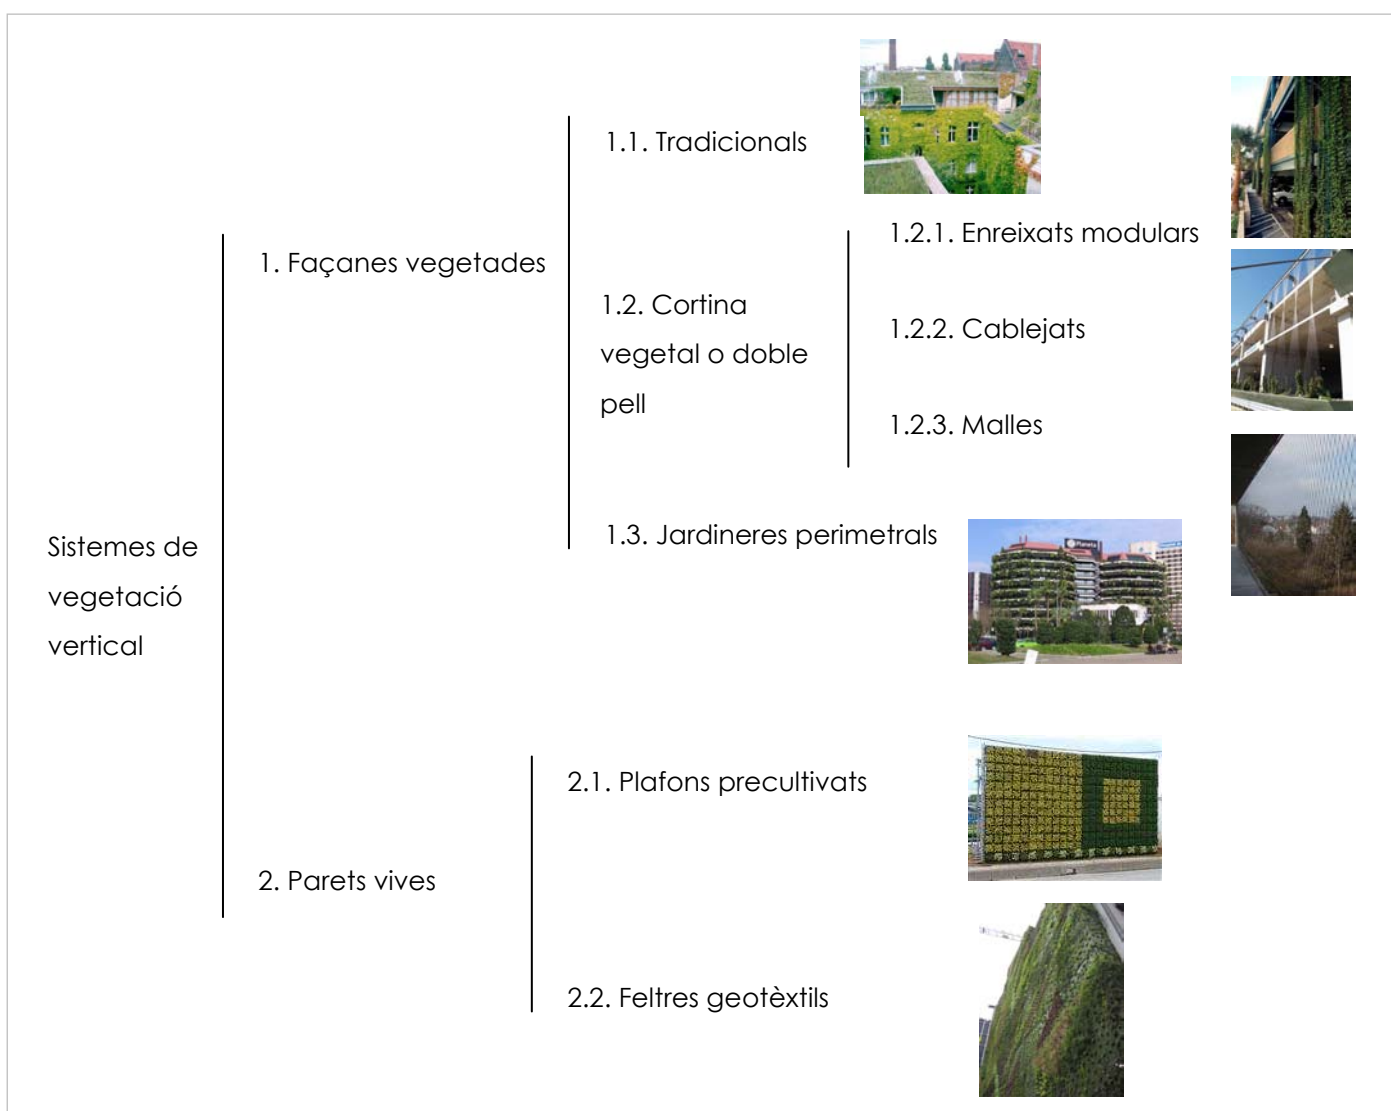 Sistemes de
vegetació
vertical
1. Façanes vegetades
1.1. Tradicionals
1.2. Cortina
vegetal o doble
pell
1.2.1. Enreixats modulars
1.2.2. Cablejats
1.2.3. Malles
1.3. Jardineres perimetrals
Planeta
2. Parets vives
2.1. Plafons precultivats
2.2. Feltres geotèxtils